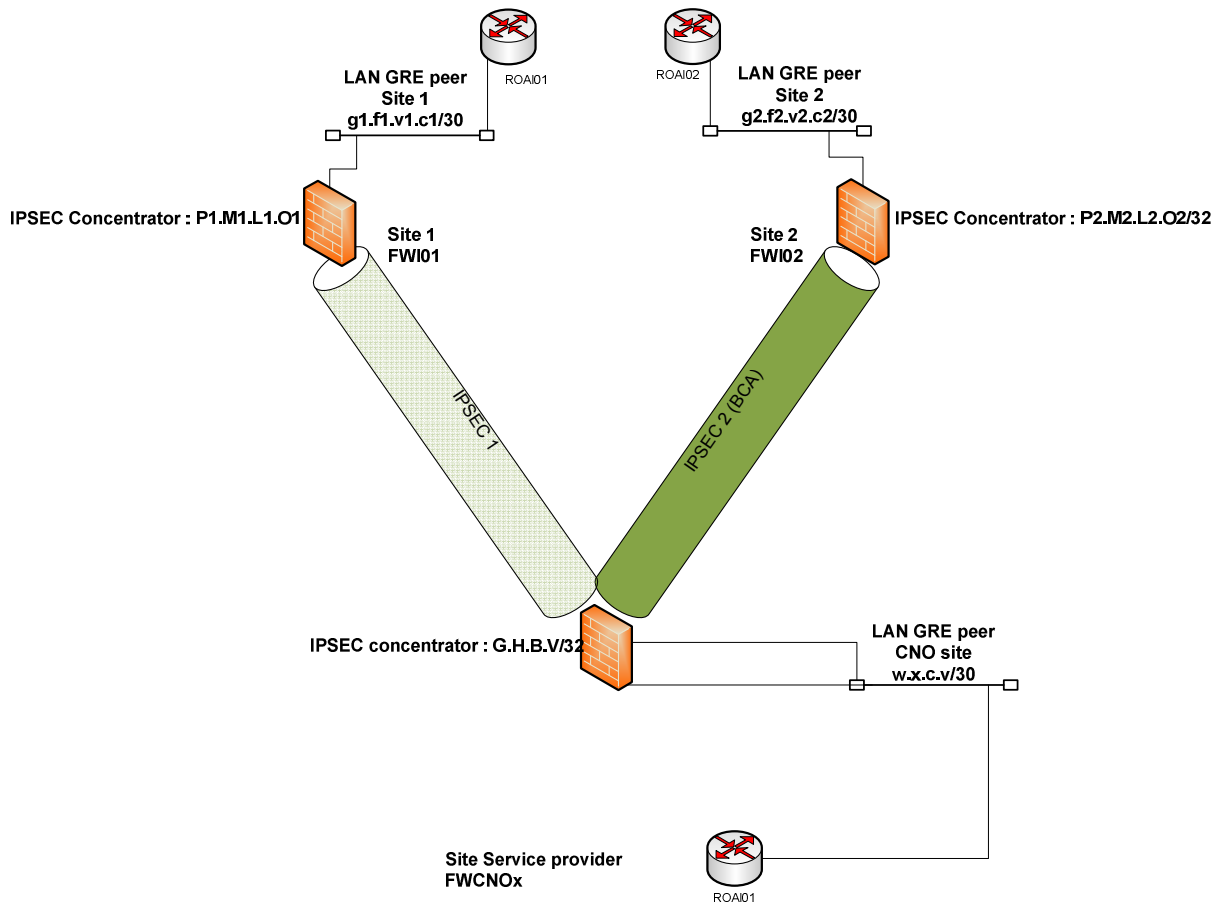 ROAI01
ROAI02
LAN GRE peer
Site 1
g1.f1.v1.c1/30
LAN GRE peer
Site 2
g2.f2.v2.c2/30
IPSEC Concentrator : P1.M1.L1.O1
IPSEC Concentrator : P2.M2.L2.O2/32
Site 1
FWI01
Site 2
FWI02
IPSEC 1
IPSEC 2 (BCA)
IPSEC concentrator : G.H.B.V/32
LAN GRE peer
CNO site
w.x.c.v/30
Site Service provider
FWCNOx
ROAI01